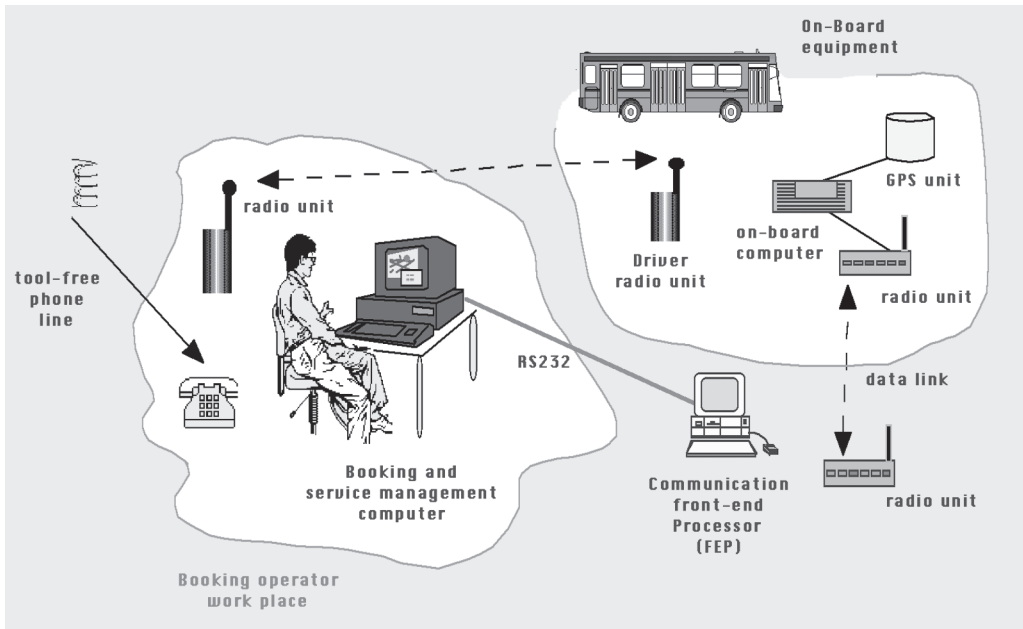 On-Board
equipment
GPS unit
radio unit
on-board
computer
Driver
radio unit
tool-free
phone
line
radio unit
RS232
data link
Booking and
service management
computer
Communication
front-end
Processor
(FEP)
radio unit
Booking operator
work place